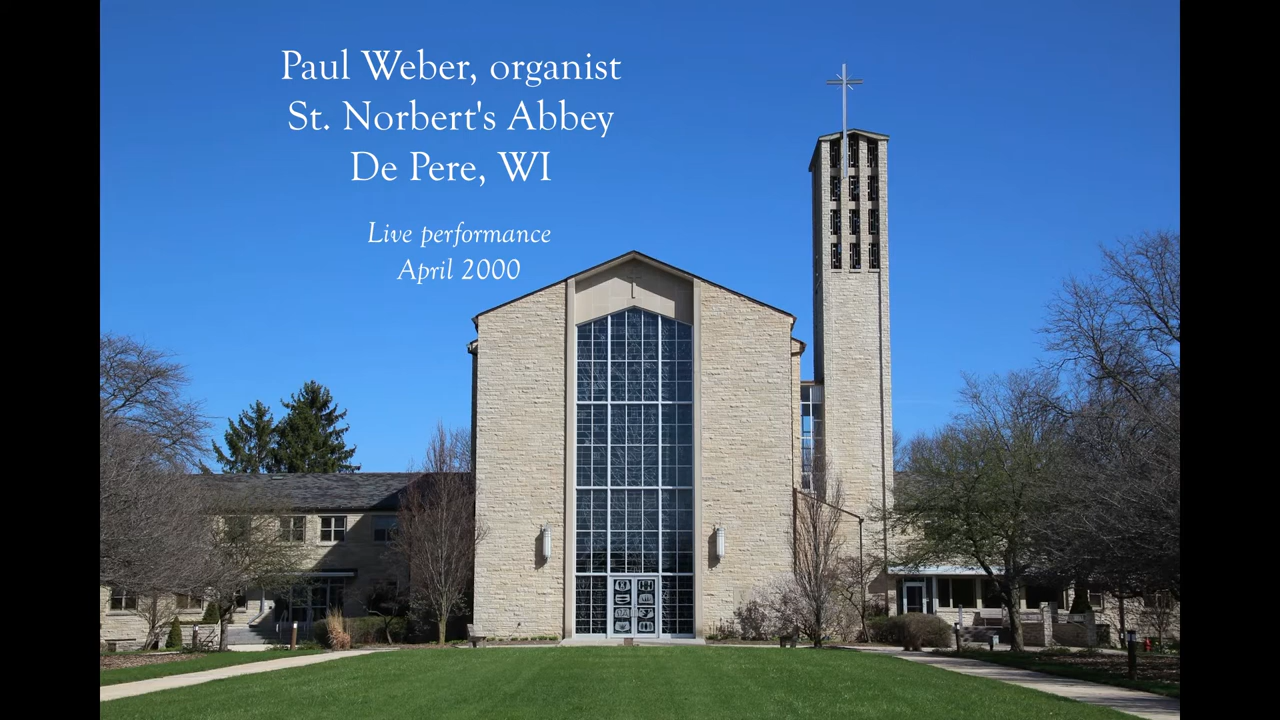 Paul Weber, organist
St. Norbert's Abbey
De Pere, WI
Live performance
April 2000